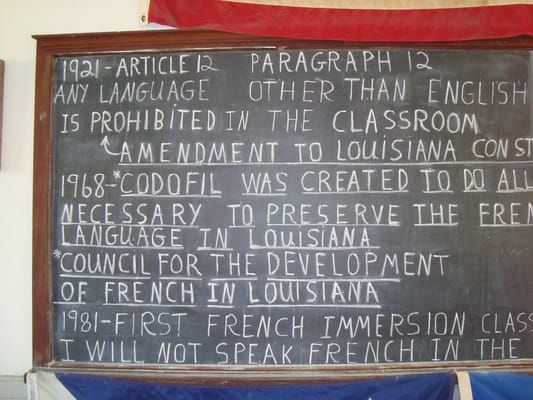 1921-ARTICLE 12 PARAGRAPH 12
ANY LANGUAGE OTHER THAN ENGLISH
IS PROHIBITED IN THE CLASSROOM
AMENDMENT TO LOUISIANA CONST
1968-*CODOFIL WAS CREATED TO DO ALL
NECESSARY TO PRESERVE THE FREN
LANGUAGE IN LOUISIANA
*COUNCIL FOR THE DEVELOPMENT
OF FRENCH IN LOUISIANA
1981-FIRST FRENCH IMMERSION CLASS
I WILL NOT SPEAK FRENCH IN THE